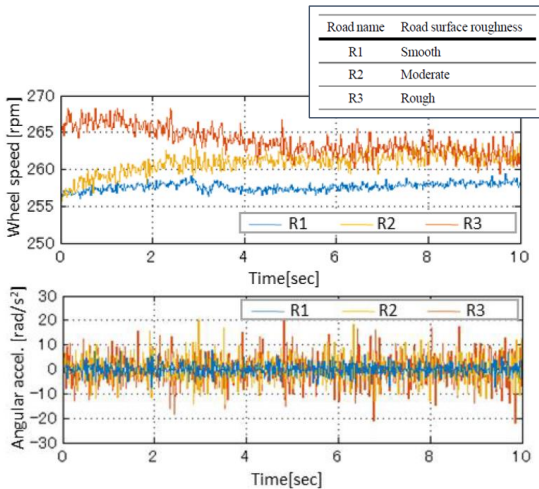 Road name Road surface roughness
R1 Smooth
R2 Moderate
R3 Rough
270
265
260
255
250
Wheel speed [rpm]
R1 R2 R3
0 2 4 6 8 10
Time[sec]
30
20
10
0
−10
−20
−30
Angular accel. [rad/s²]
R1 R2 R3
0 2 4 6 8 10
Time[sec]